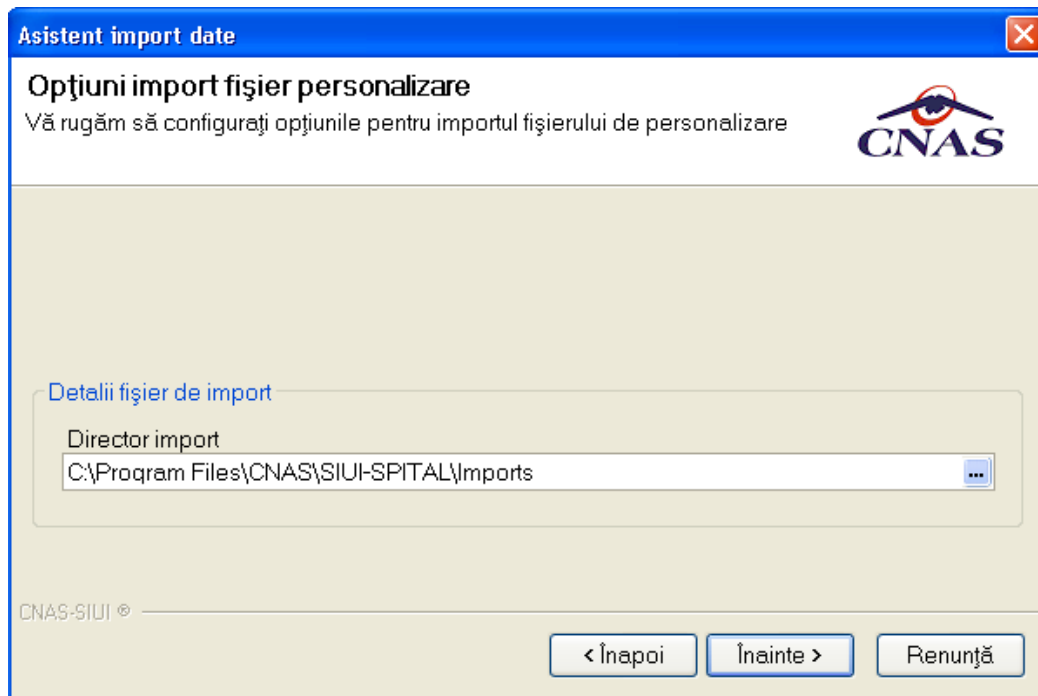 Asistent import date
Opţiuni import fişier personalizare
Vă rugăm să configuraţi opţiunile pentru importul fişierului de personalizare
CNAS
Detalii fişier de import
Director import
C:\Program Files\CNAS\SIUI-SPITAL\Imports
...
CNAS-SIUI ®
< Înapoi
Înainte >
Renunţă